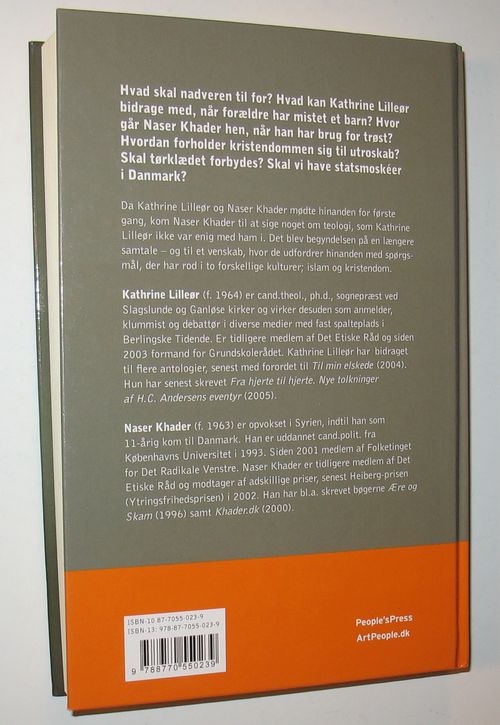 Hvad skal nadveren til for? Hvad kan Kathrine Lilleør
bidrage med, når forældre har mistet et barn? Hvor
går Naser Khader hen, når han har brug for trøst?
Hvordan forholder kristendommen sig til utroskab?
Skal tørklædet forbydes? Skal vi have statsmoskéer
i Danmark?
Da Kathrine Lilleør og Naser Khader mødte hinanden for første
gang, kom Naser Khader til at sige noget om teologi, som Kathrine
Lilleør ikke var enig med ham i. Det blev begyndelsen på en længere
samtale – og til et venskab, hvor de udfordrer hinanden med spørgs-
mål, der har rod i to forskellige kulturer; islam og kristendom.
Kathrine Lilleør (f. 1964) er cand.theol., ph.d., sognepræst ved
Slagslunde og Ganløse kirker og virker desuden som anmelder,
klummist og debattør i diverse medier med fast spalteplads i
Berlingske Tidende. Er tidligere medlem af Det Etiske Råd og siden
2003 formand for Grundskolerådet. Kathrine Lilleør har bidraget
til flere antologier, senest med forordet til Til min elskede (2004).
Hun har senest skrevet Fra hjerte til hjerte. Nye tolkninger
af H.C. Andersens eventyr (2005).
Naser Khader (f. 1963) er opvokset i Syrien, indtil han som
11-årig kom til Danmark. Han er uddannet cand.polit. fra
Københavns Universitet i 1993. Siden 2001 medlem af Folketinget
for Det Radikale Venstre. Naser Khader er tidligere medlem af Det
Etiske Råd og modtager af adskillige priser, senest Heiberg-prisen
(Ytringsfrihedsprisen) i 2002. Han har bl.a. skrevet bøgerne Ære og
Skam (1996) samt Khader.dk (2000).
ISBN-10 87-7055-023-9
ISBN-13: 978-87-7055-023-9
9 788770 550239
People'sPress
ArtPeople.dk